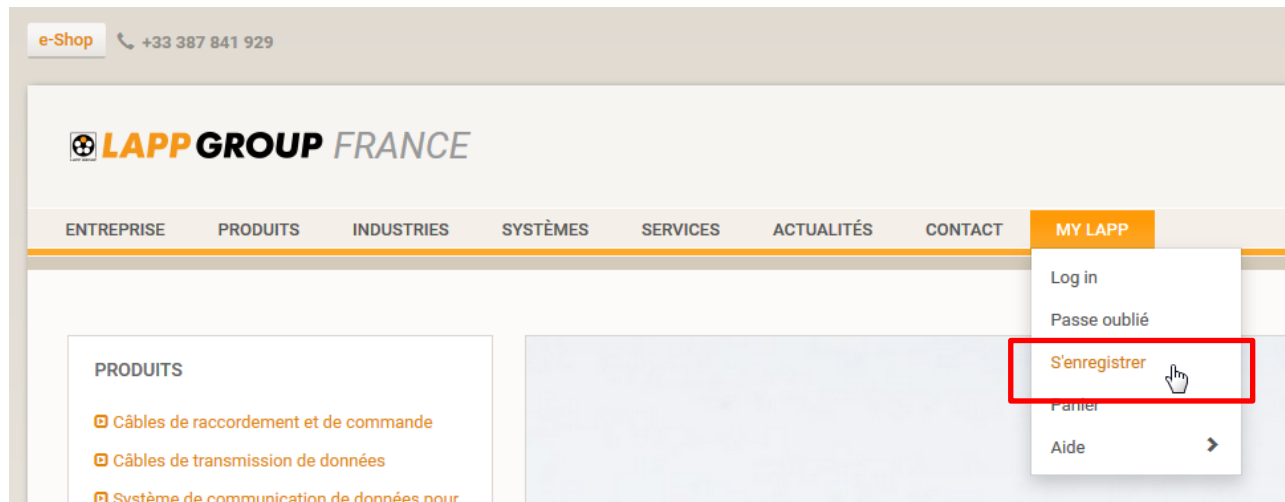 e-Shop +33 387 841 929
LAPP GROUP FRANCE
ENTREPRISE PRODUITS INDUSTRIES SYSTÈMES SERVICES ACTUALITÉS CONTACT MY LAPP
Log in
Passe oublié
S'enregistrer
Panier
Aide
PRODUITS
Câbles de raccordement et de commande
Câbles de transmission de données
Système de communication de données pour